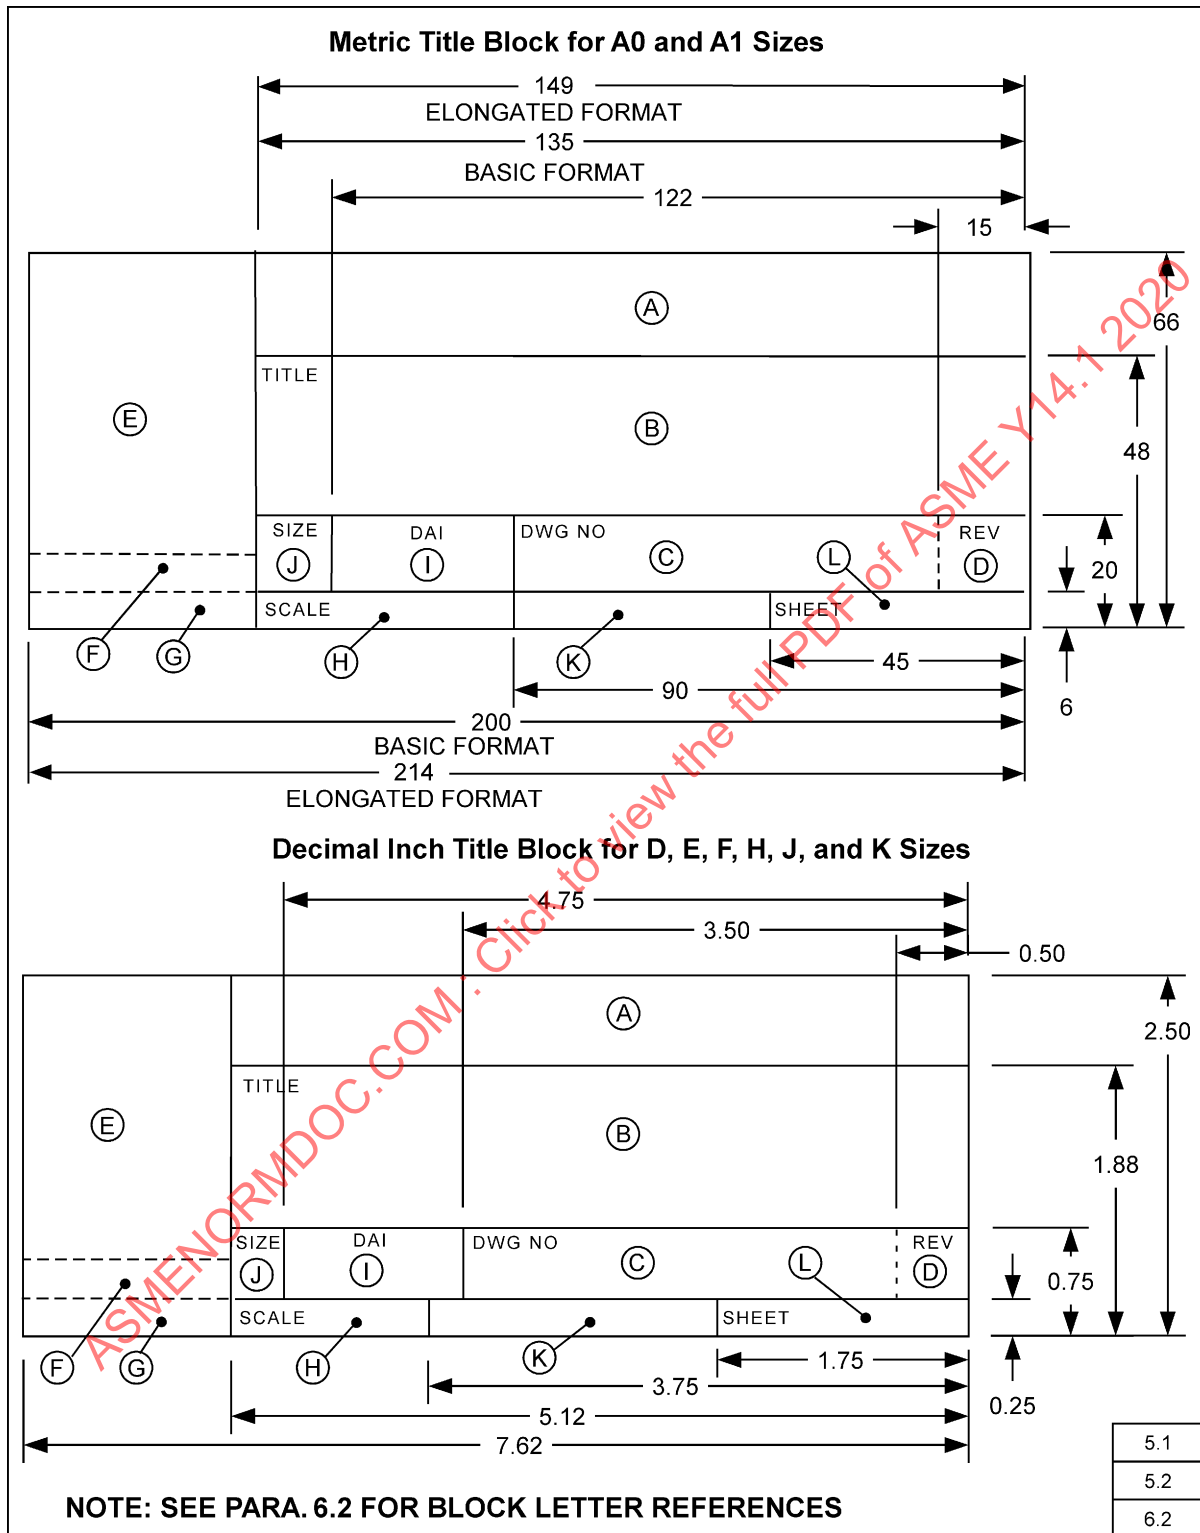 Metric Title Block for A0 and A1 Sizes
149
ELONGATED FORMAT
135
BASIC FORMAT
122
15
A
66
TITLE
E
B
48
SIZE
DAI
DWG NO
REV
J
I
C
L
D
20
SCALE
SHEET
F
G
H
K
45
90
6
200
BASIC FORMAT
214
ELONGATED FORMAT
Decimal Inch Title Block for D, E, F, H, J, and K Sizes
4.75
3.50
0.50
A
2.50
TITLE
E
B
1.88
SIZE
DAI
DWG NO
REV
J
I
C
L
D
0.75
SCALE
SHEET
F
G
H
K
1.75
3.75
0.25
5.12
7.62
5.1
5.2
6.2
NOTE: SEE PARA. 6.2 FOR BLOCK LETTER REFERENCES
ASMENORMDOC.COM : Click to view the full PDF of ASME Y14.1 2020